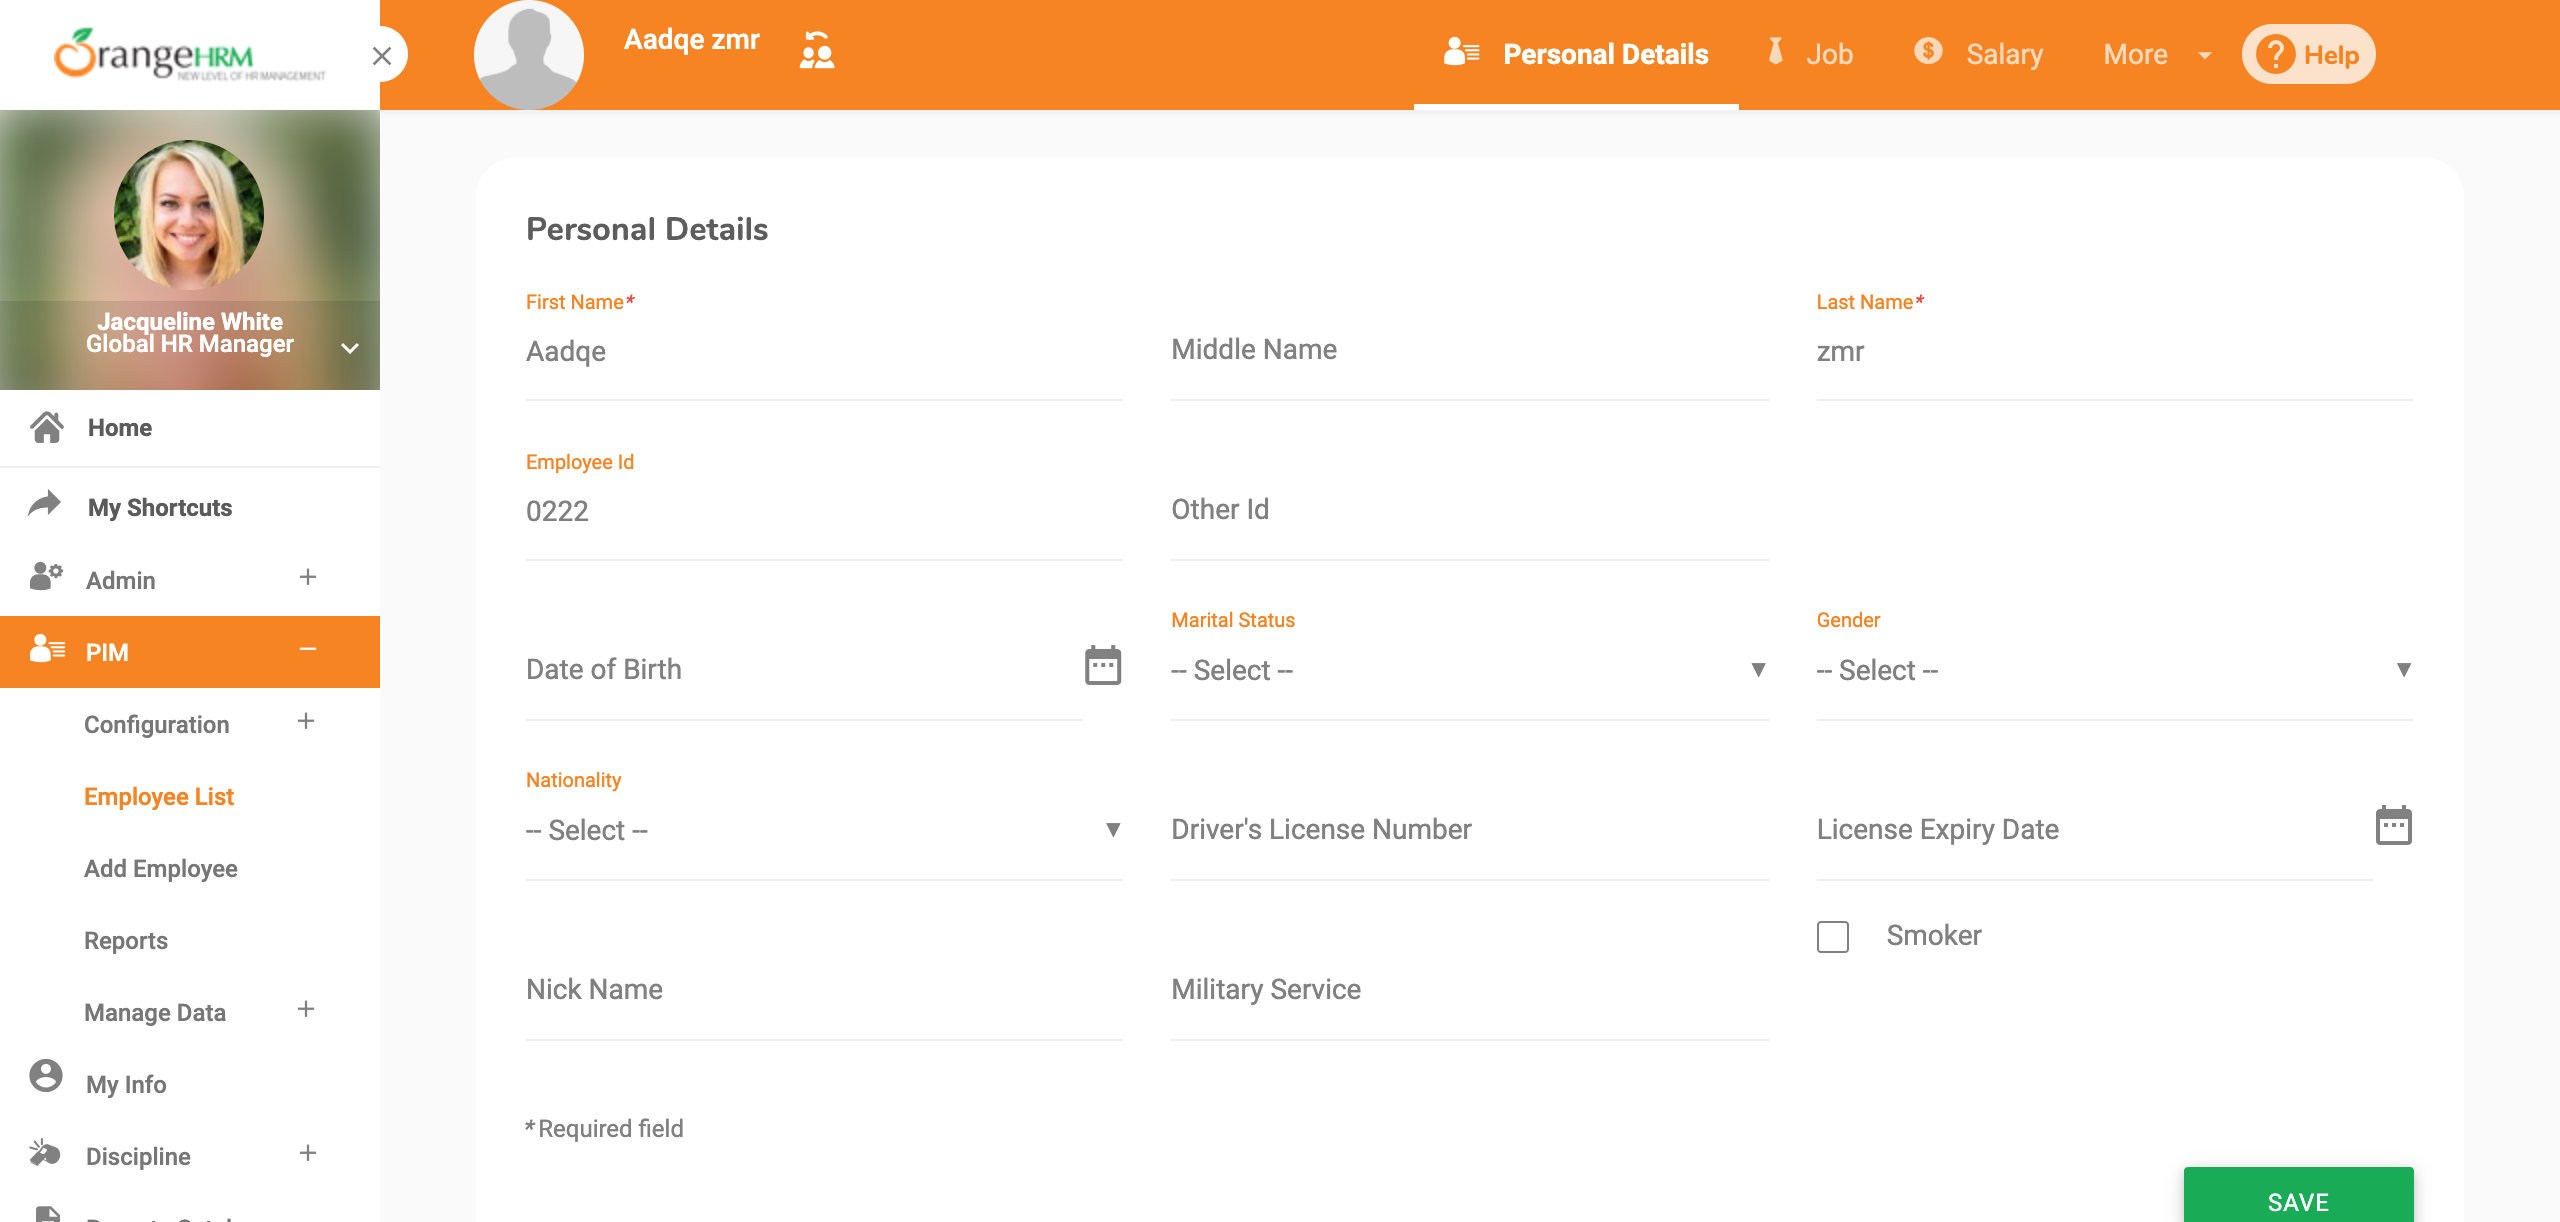 OrangeHRM
NEW LEVEL OF HR MANAGEMENT
Aadqe zmr
Personal Details
Job
Salary
More
? Help
Jacqueline White
Global HR Manager
Home
My Shortcuts
Admin
PIM
Configuration
Employee List
Add Employee
Reports
Manage Data
My Info
Discipline
Personal Details
First Name*
Aadqe
Middle Name
Last Name*
zmr
Employee Id
0222
Other Id
Date of Birth
Marital Status
-- Select --
Gender
-- Select --
Nationality
-- Select --
Driver's License Number
License Expiry Date
Smoker
Nick Name
Military Service
* Required field
SAVE